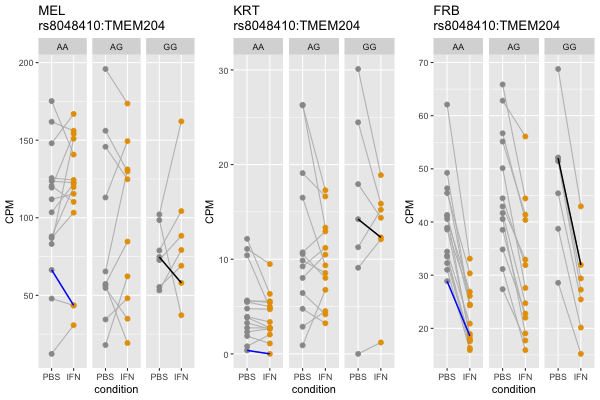 MEL
rs8048410:TMEM204
AA AG GG
200
150
100
50
CPM
PBS IFN PBS IFN PBS IFN
condition
KRT
rs8048410:TMEM204
AA AG GG
30
20
10
0
CPM
PBS IFN PBS IFN PBS IFN
condition
FRB
rs8048410:TMEM204
AA AG GG
70
60
50
40
30
20
CPM
PBS IFN PBS IFN PBS IFN
condition